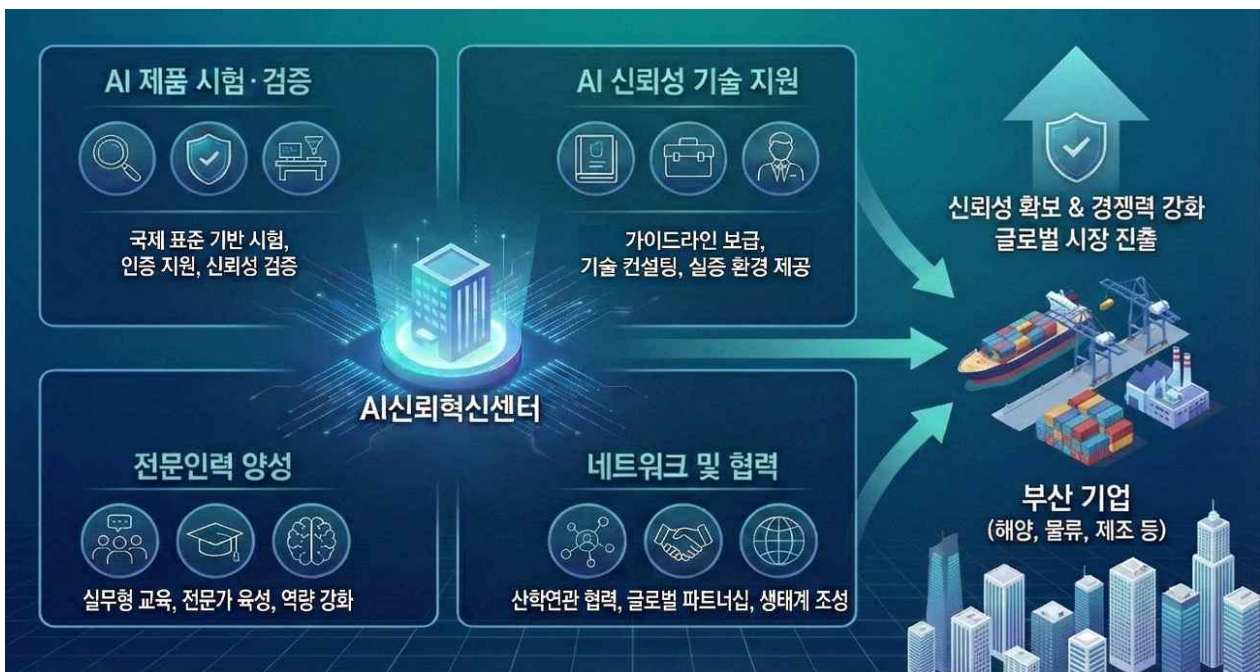 AI 제품 시험·검증
국제 표준 기반 시험,
인증 지원, 신뢰성 검증
AI 신뢰성 기술 지원
가이드라인 보급,
기술 컨설팅, 실증 환경 제공
AI신뢰혁신센터
전문인력 양성
실무형 교육, 전문가 육성, 역량 강화
네트워크 및 협력
산학연관 협력, 글로벌 파트너십, 생태계 조성
신뢰성 확보 & 경쟁력 강화
글로벌 시장 진출
부산 기업
(해양, 물류, 제조 등)